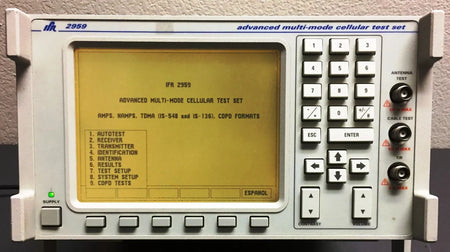 IFR 2959 advanced multi-mode cellular test set
IFR 2959
ADVANCED MULTI-MODE CELLULAR TEST SET
AMPS, NAMPS, TDMA (IS-54B and IS-136), CDPD FORMATS
1. AUTOTEST
2. RECEIVER
3. TRANSMITTER
4. IDENTIFICATION
5. ANTENNA
6. RESULTS
7. TEST SETUP
8. SYSTEM SETUP
9. CDPD TESTS
ESPAÑOL
SUPPLY
1 2 3
4 5 6
7 8 9
0
ESC ENTER
CONTRAST VOLUME
ANTENNA
TEST
CABLE TEST